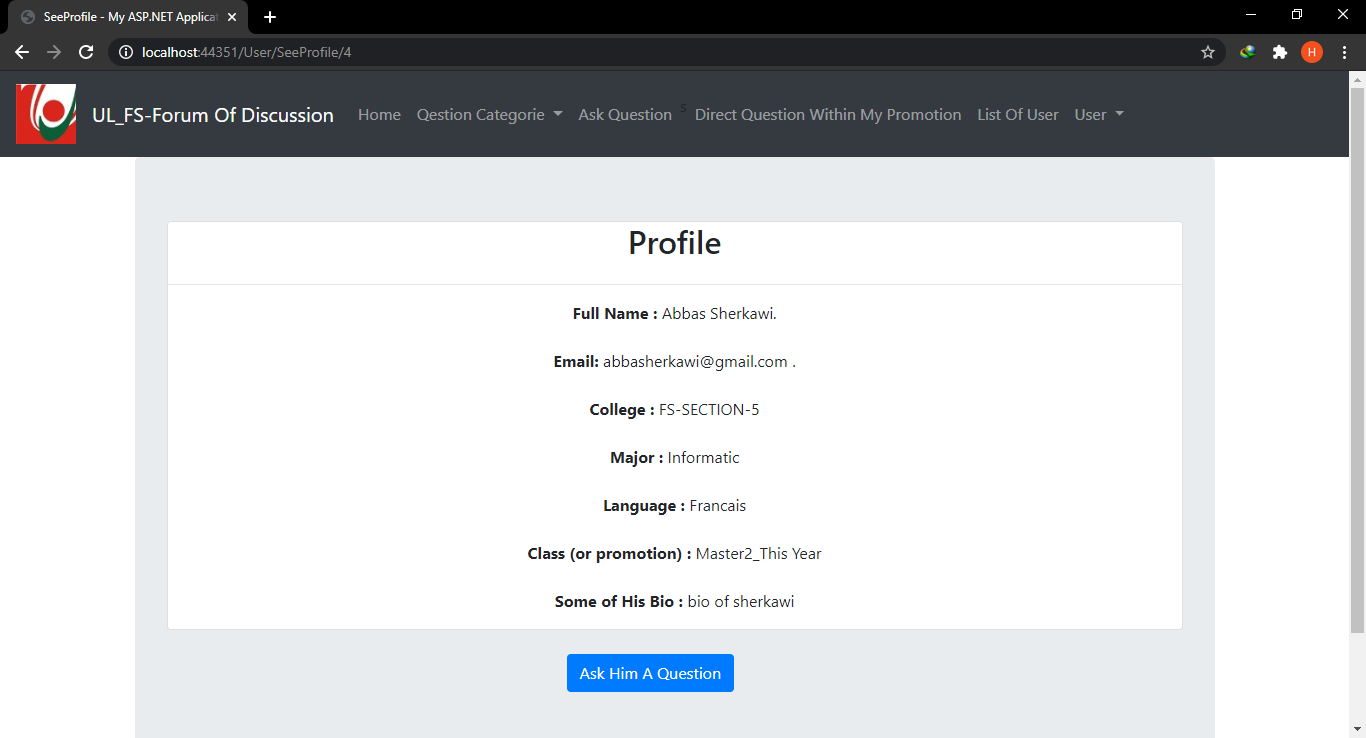 SeeProfile - My ASP.NET Applicat
localhost:44351/User/SeeProfile/4
H
UL_FS-Forum Of Discussion Home Qestion Categorie Ask Question 5 Direct Question Within My Promotion List Of User User
Profile
Full Name : Abbas Sherkawi.
Email: abbasherkawi@gmail.com .
College : FS-SECTION-5
Major : Informatic
Language : Francais
Class (or promotion) : Master2_This Year
Some of His Bio : bio of sherkawi
Ask Him A Question